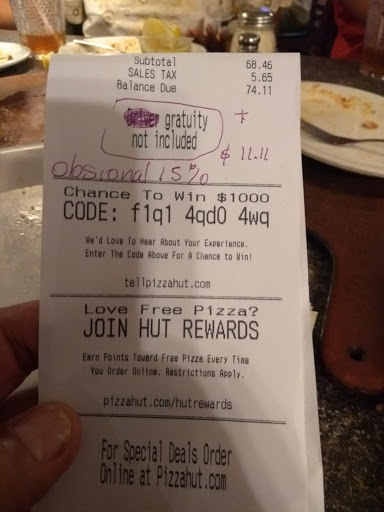 Subtotal 68.46
SALES TAX 5.65
Balance Due 74.11
gratuity +
not included $ 11.11
obsional 15%
Chance To Win $1000
CODE: f1q1 4qd0 4wq
We'd Love To Hear About Your Experience.
Enter The Code Above For A Chance to Win!
tellpizzahut.com
Love Free Pizza?
JOIN HUT REWARDS
Earn Points Toward Free Pizza Every Time
You Order Online. Restrictions Apply.
pizzahut.com/hutrewards
For Special Deals Order
Online at Pizzahut.com